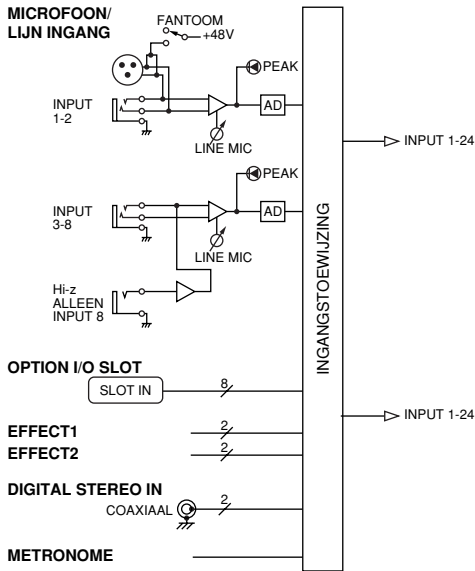 MICROFOON/
LIJN INGANG
FANTOOM
+48V
PEAK
INPUT
1-2
AD
LINE MIC
INPUT 1-24
PEAK
INPUT
3-8
AD
LINE MIC
Hi-z
ALLEEN
INPUT 8
INGANGSTOEWIJZING
OPTION I/O SLOT
SLOT IN
8
INPUT 1-24
EFFECT1
2
EFFECT2
2
DIGITAL STEREO IN
COAXIAAL
2
METRONOME